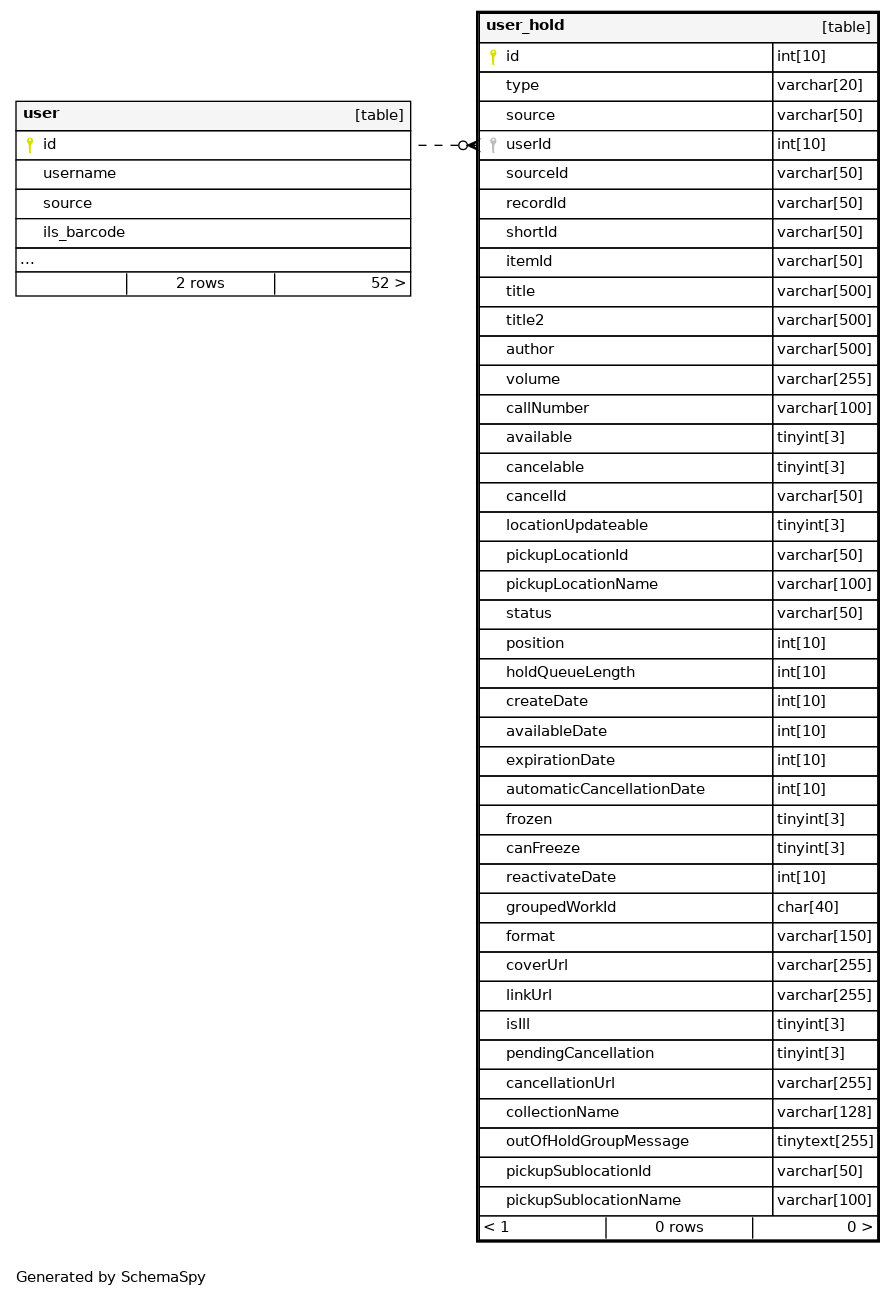 user [table]
id
username
source
ils_barcode
...
2 rows 52 >
user_hold [table]
id int[10]
type varchar[20]
source varchar[50]
userId int[10]
sourceId varchar[50]
recordId varchar[50]
shortId varchar[50]
itemId varchar[50]
title varchar[500]
title2 varchar[500]
author varchar[500]
volume varchar[255]
callNumber varchar[100]
available tinyint[3]
cancelable tinyint[3]
cancelId varchar[50]
locationUpdateable tinyint[3]
pickupLocationId varchar[50]
pickupLocationName varchar[100]
status varchar[50]
position int[10]
holdQueueLength int[10]
createDate int[10]
availableDate int[10]
expirationDate int[10]
automaticCancellationDate int[10]
frozen tinyint[3]
canFreeze tinyint[3]
reactivateDate int[10]
groupedWorkId char[40]
format varchar[150]
coverUrl varchar[255]
linkUrl varchar[255]
isIll tinyint[3]
pendingCancellation tinyint[3]
cancellationUrl varchar[255]
collectionName varchar[128]
outOfHoldGroupMessage tinytext[255]
pickupSublocationId varchar[50]
pickupSublocationName varchar[100]
< 1 0 rows 0 >
Generated by SchemaSpy